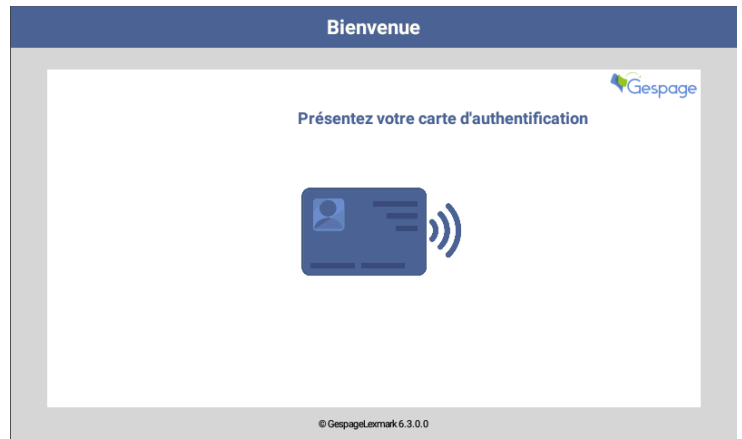 Bienvenue
Gespage
Présentez votre carte d'authentification
© GespageLexmark 6.3.0.0